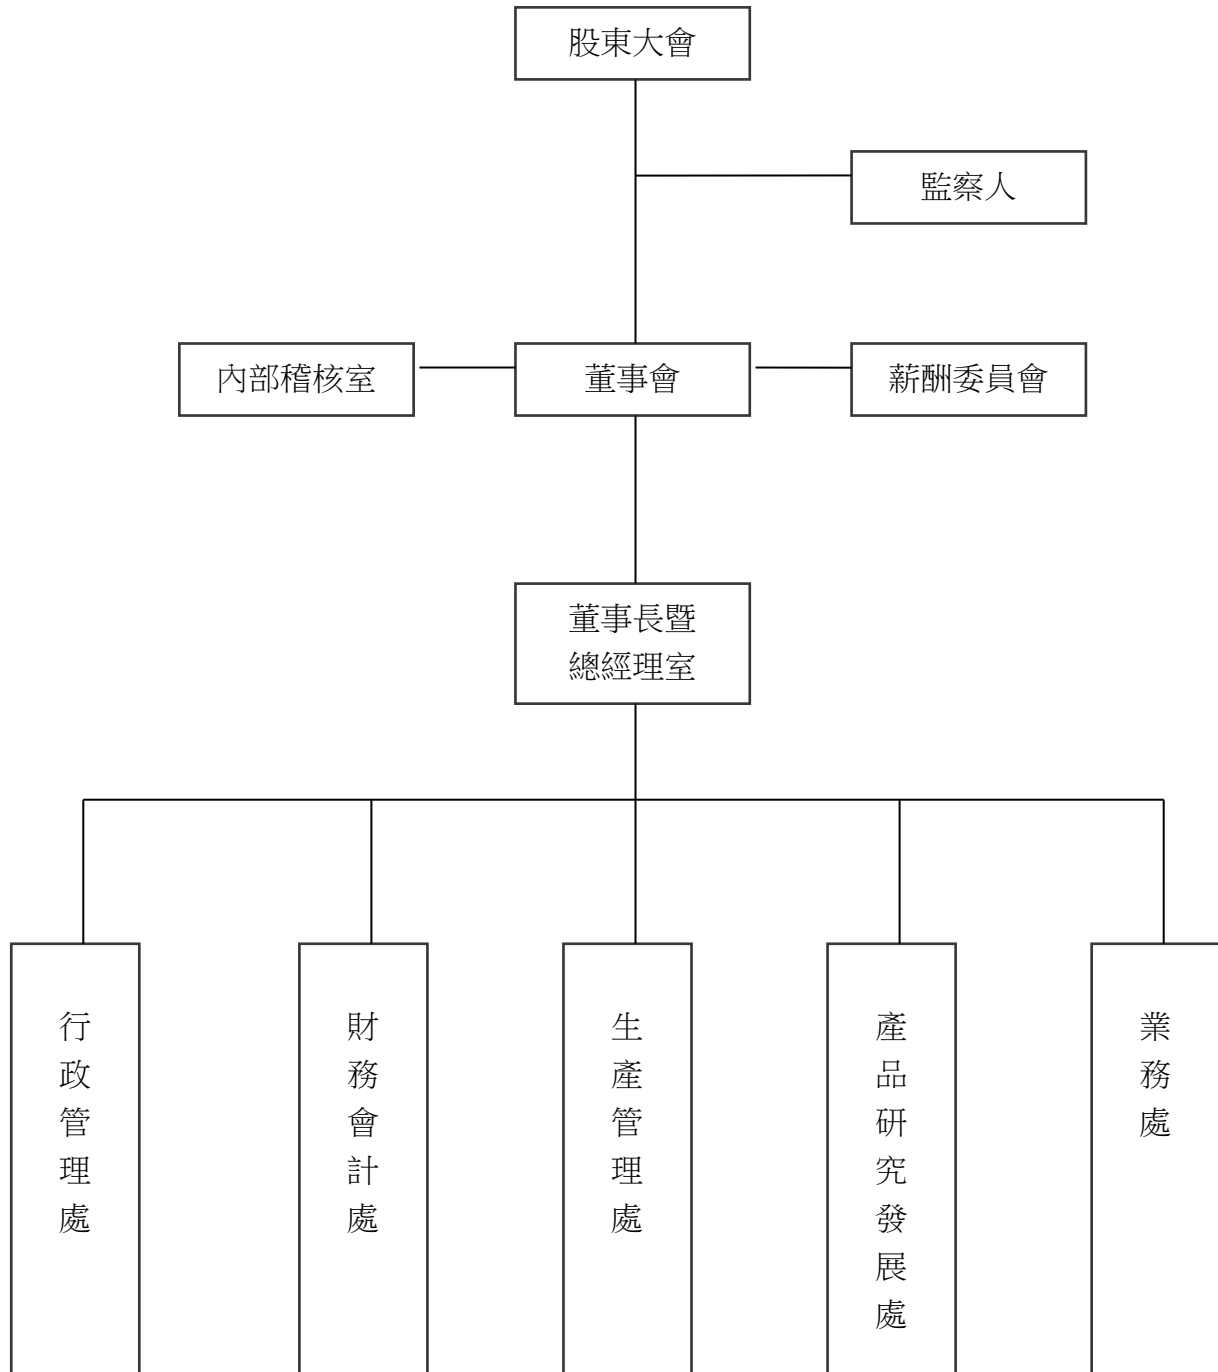 股東大會
監察人
內部稽核室
董事會
薪酬委員會
董事長暨
總經理室
行政管理處
財務會計處
生產管理處
產品研究發展處
業務處